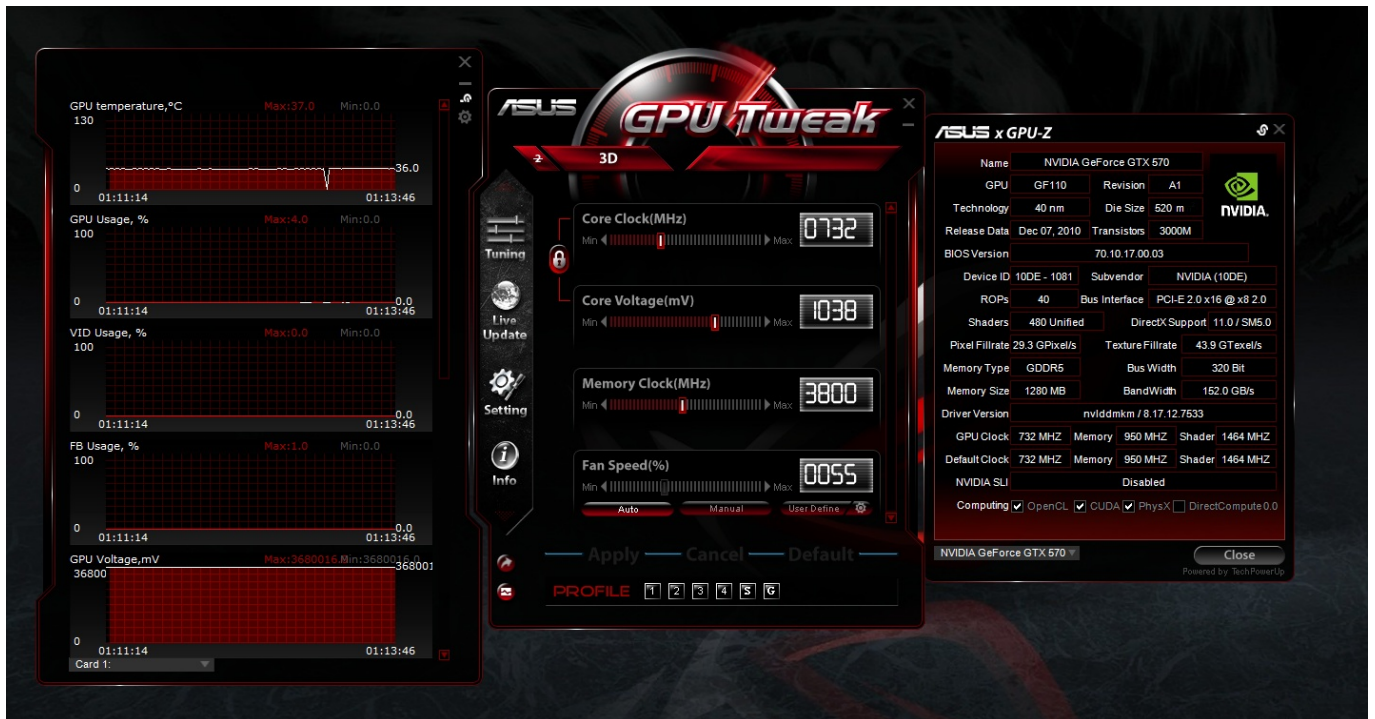 GPU temperature,°C Max:37.0 Min:0.0
130
36.0
0
01:11:14 01:13:46
GPU Usage, % Max:4.0 Min:0.0
100
0 0.0
01:11:14 01:13:46
VID Usage, % Max:0.0 Min:0.0
100
0 0.0
01:11:14 01:13:46
FB Usage, % Max:1.0 Min:0.0
100
0 0.0
01:11:14 01:13:46
GPU Voltage,mV Max:3680016.0 Min:3680016.0
36800 368001
0
01:11:14 01:13:46
Card 1:
ASUS GPU Tweak
2 3D
Tuning
Live
Update
Setting
Info
Core Clock(MHz) 0732
Min Max
Core Voltage(mV) 1038
Min Max
Memory Clock(MHz) 3800
Min Max
Fan Speed(%) 0055
Min Max
Auto Manual User Define
Apply Cancel Default
PROFILE 1 2 3 4 S G
ASUS x GPU-Z
Name NVIDIA GeForce GTX 570
GPU GF110 Revision A1
NVIDIA.
Technology 40 nm Die Size 520 m
Release Data Dec 07, 2010 Transistors 3000M
BIOS Version 70.10.17.00.03
Device ID 10DE - 1081 Subvendor NVIDIA (10DE)
ROPs 40 Bus Interface PCI-E 2.0 x16 @ x8 2.0
Shaders 480 Unified DirectX Support 11.0 / SM5.0
Pixel Fillrate 29.3 GPixel/s Texture Fillrate 43.9 GTexel/s
Memory Type GDDR5 Bus Width 320 Bit
Memory Size 1280 MB BandWidth 152.0 GB/s
Driver Version nvlddmkm / 8.17.12.7533
GPU Clock 732 MHZ Memory 950 MHZ Shader 1464 MHZ
Default Clock 732 MHZ Memory 950 MHZ Shader 1464 MHZ
NVIDIA SLI Disabled
Computing OpenCL CUDA PhysX DirectCompute 0.0
NVIDIA GeForce GTX 570 Close
Powered by TechPowerUp